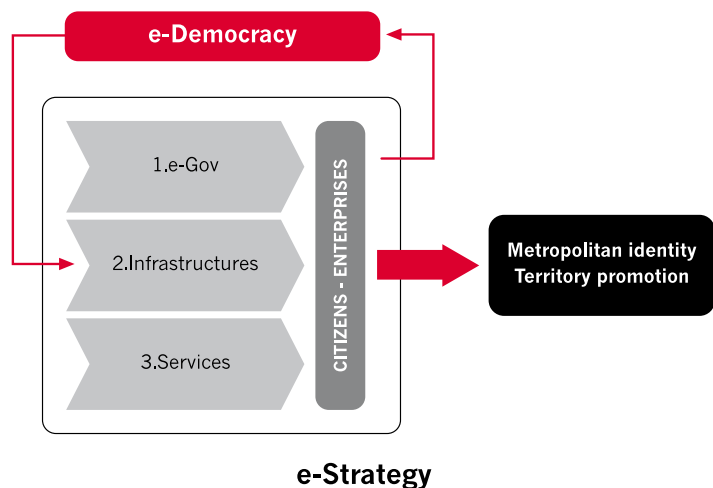 e-Democracy
1.e-Gov
2.Infrastructures
3.Services
CITIZENS - ENTERPRISES
Metropolitan identity
Territory promotion
e-Strategy